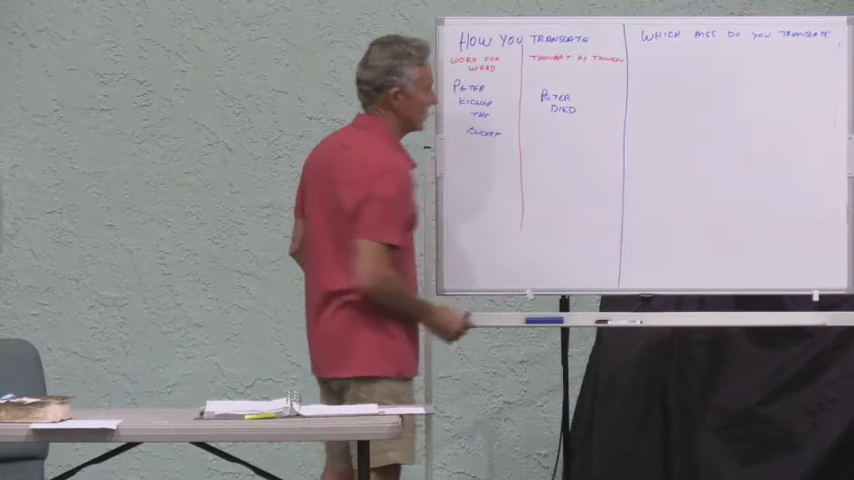 HOW YOU TRANSLATE
WORD FOR
WORD
THOUGHT BY THOUGHT
PETER
KICKED
THE
BUCKET
PETER
DIED
WHICH MSS DO YOU TRANSLATE